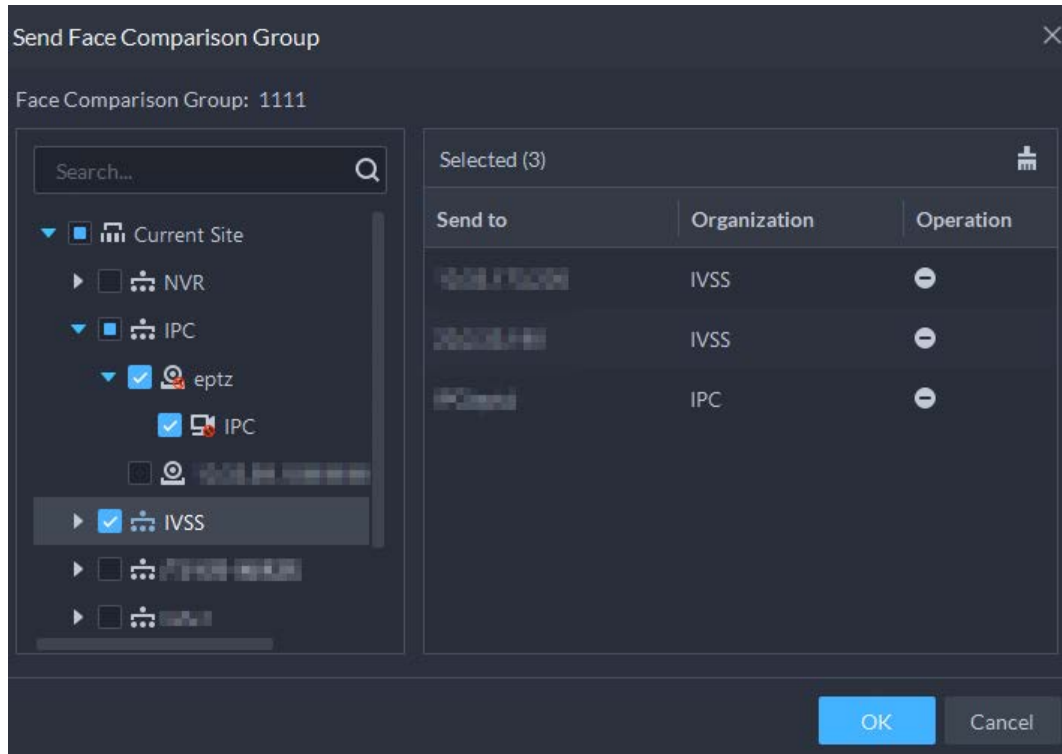 Send Face Comparison Group
Face Comparison Group: 1111
Search...
Current Site
NVR
IPC
eptz
IPC
IVSS
Selected (3)
Send to Organization Operation
IVSS
IVSS
IPC
OK Cancel